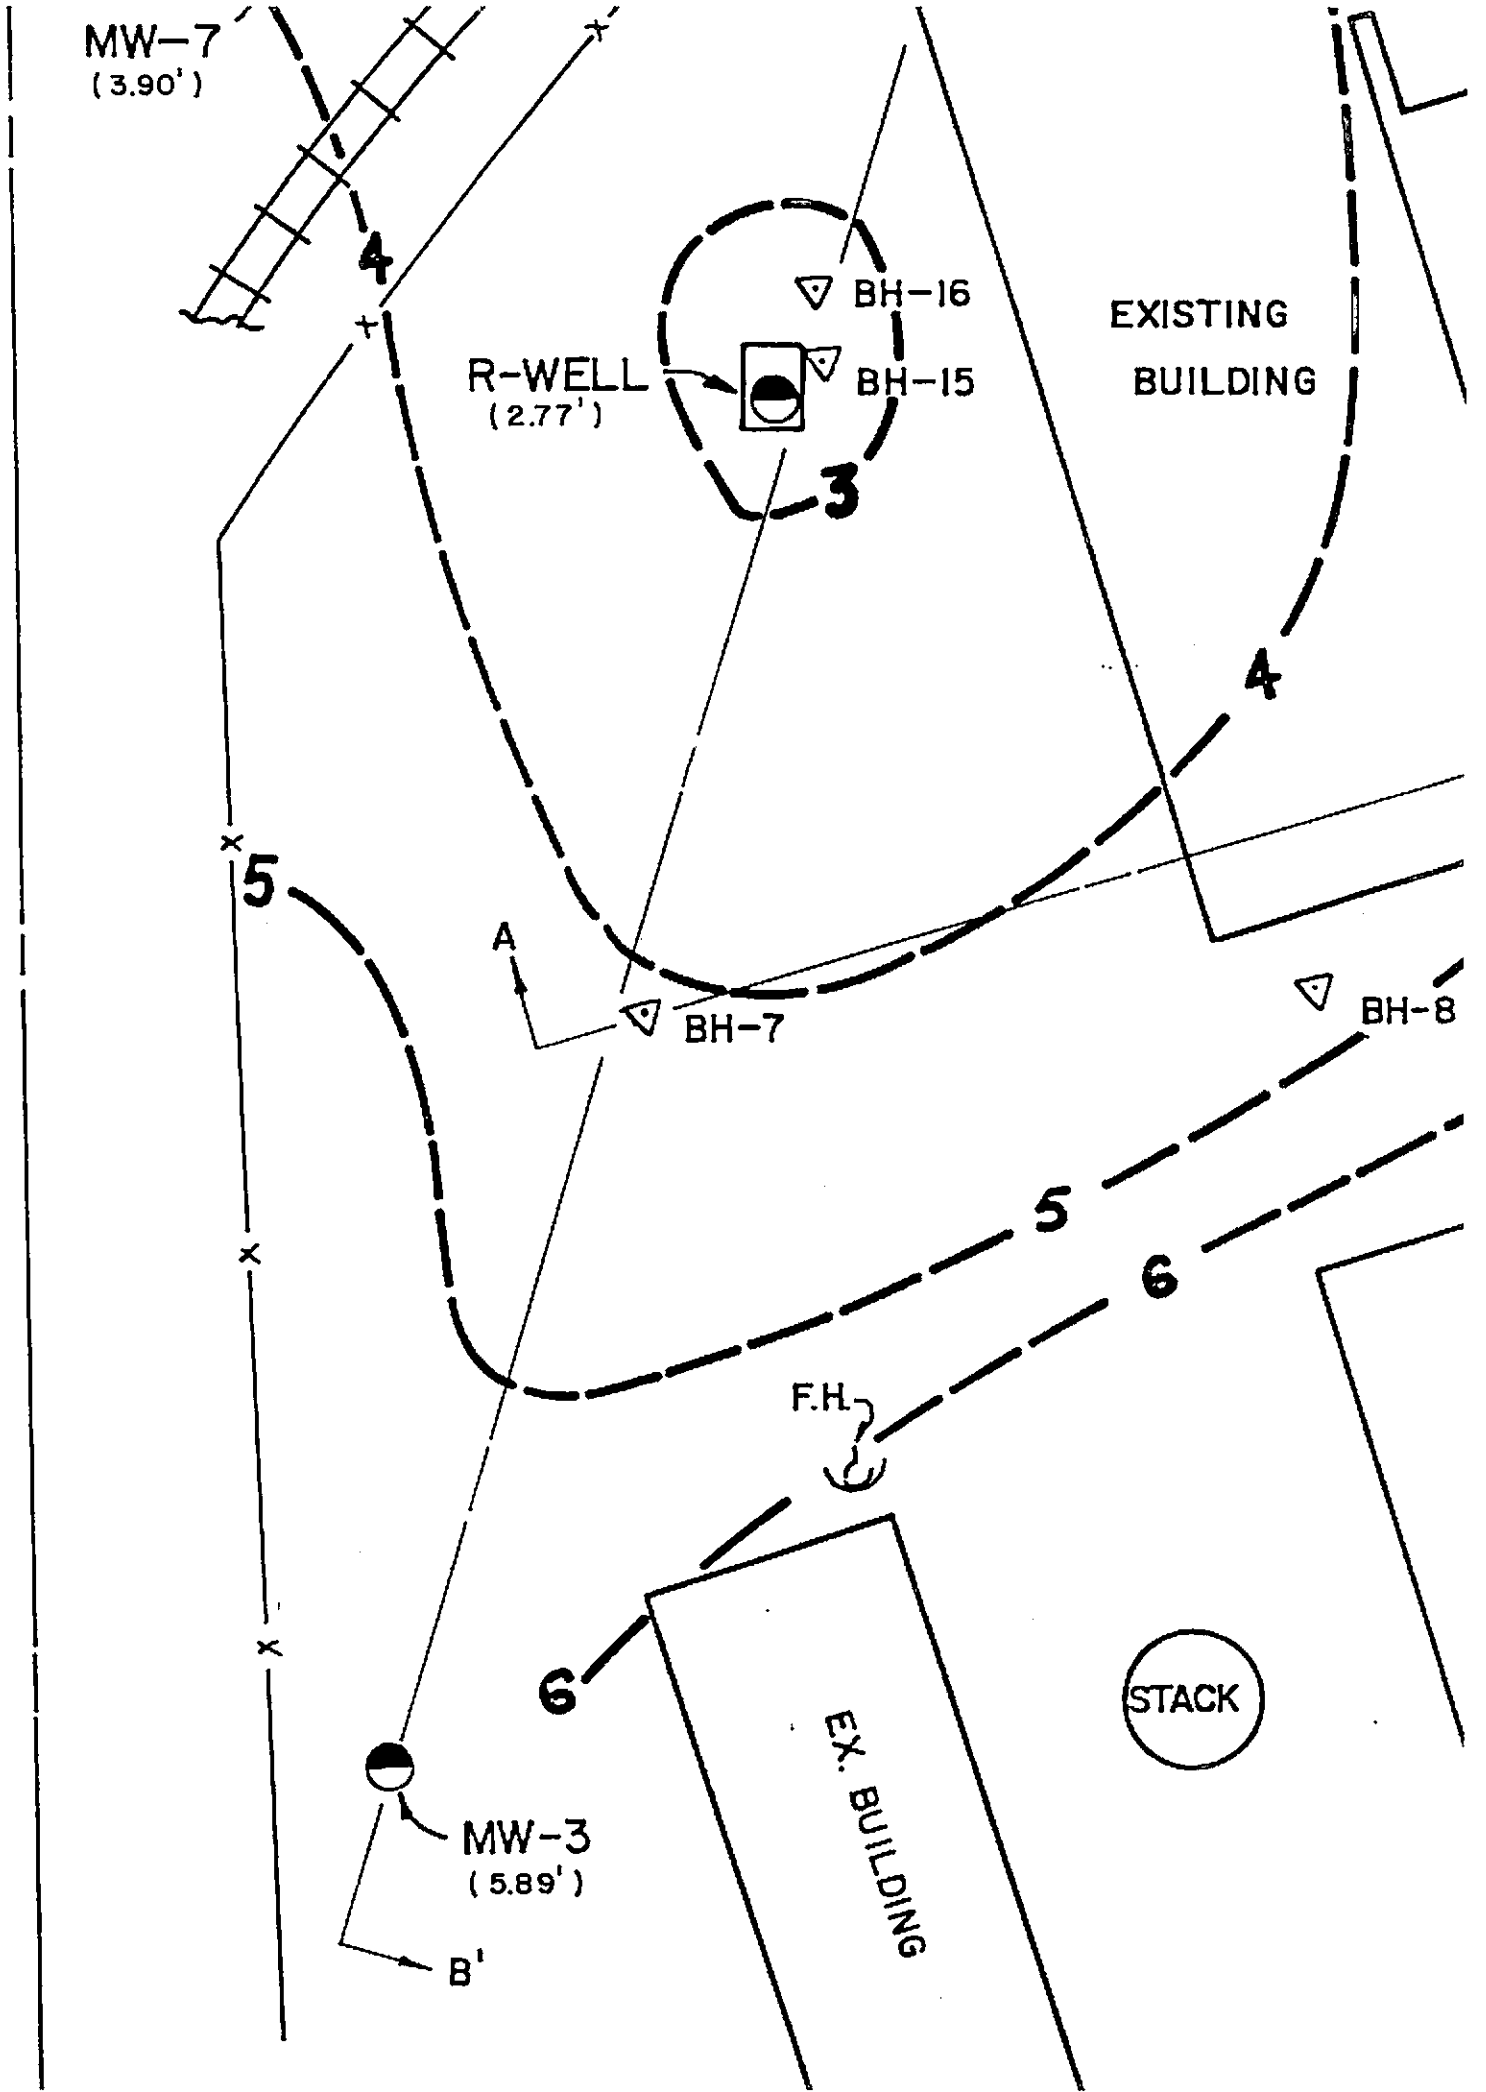 MW-7
(3.90')
4
BH-16
EXISTING
BUILDING
R-WELL
(2.77')
BH-15
3
4
5
A
BH-7
BH-8
5
6
F.H.
6
STACK
EX. BUILDING
MW-3
(5.89')
B'